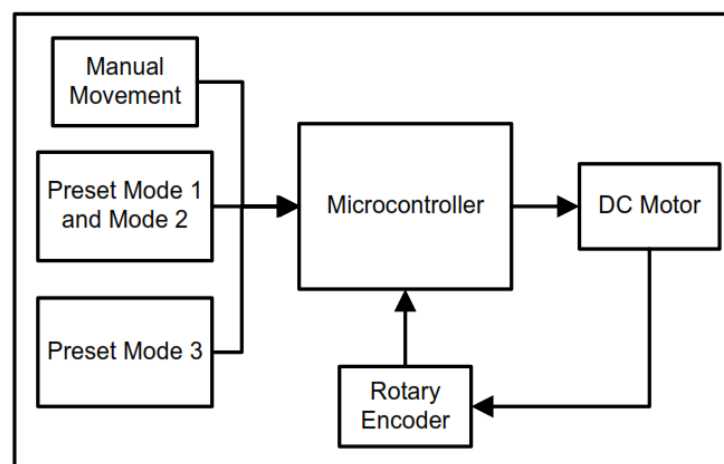 Manual
Movement
Preset Mode 1
and Mode 2
Preset Mode 3
Microcontroller
DC Motor
Rotary
Encoder